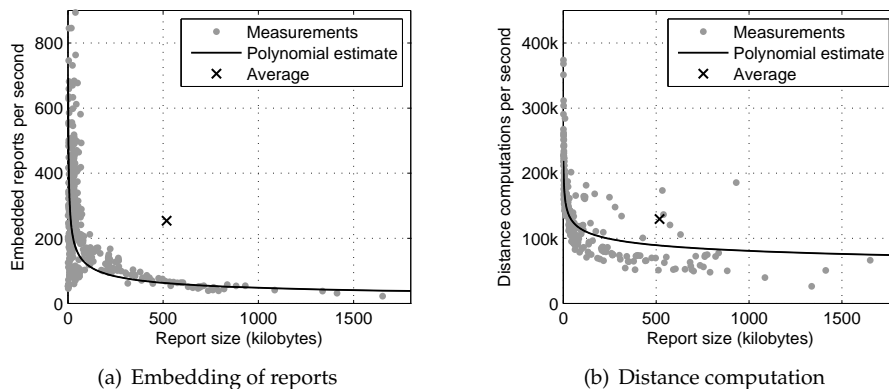 Embedded reports per second
800
600
400
200
0
Measurements
Polynomial estimate
Average
0 500 1000 1500
Report size (kilobytes)
(a) Embedding of reports
Distance computations per second
400k
300k
200k
100k
0
Measurements
Polynomial estimate
Average
0 500 1000 1500
Report size (kilobytes)
(b) Distance computation